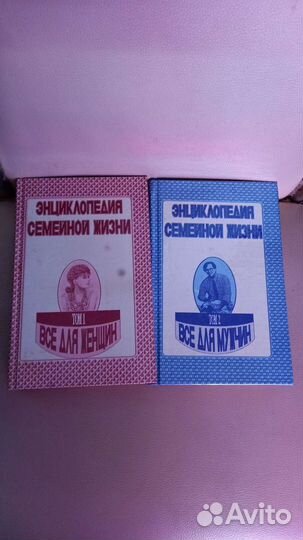 ЭНЦИКЛОПЕДИЯ
СЕМЕЙНОЙ ЖИЗНИ
ТОМ 1
ВСЕ ДЛЯ ЖЕНЩИН
ЭНЦИКЛОПЕДИЯ
СЕМЕЙНОЙ ЖИЗНИ
ТОМ 2
ВСЕ ДЛЯ МУЖЧИН
Avito